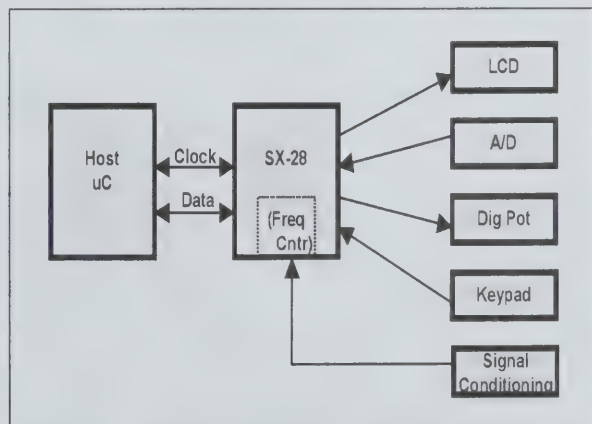 Host
uC
Clock
Data
SX-28
(Freq
Cntr)
LCD
A/D
Dig Pot
Keypad
Signal
Conditioning